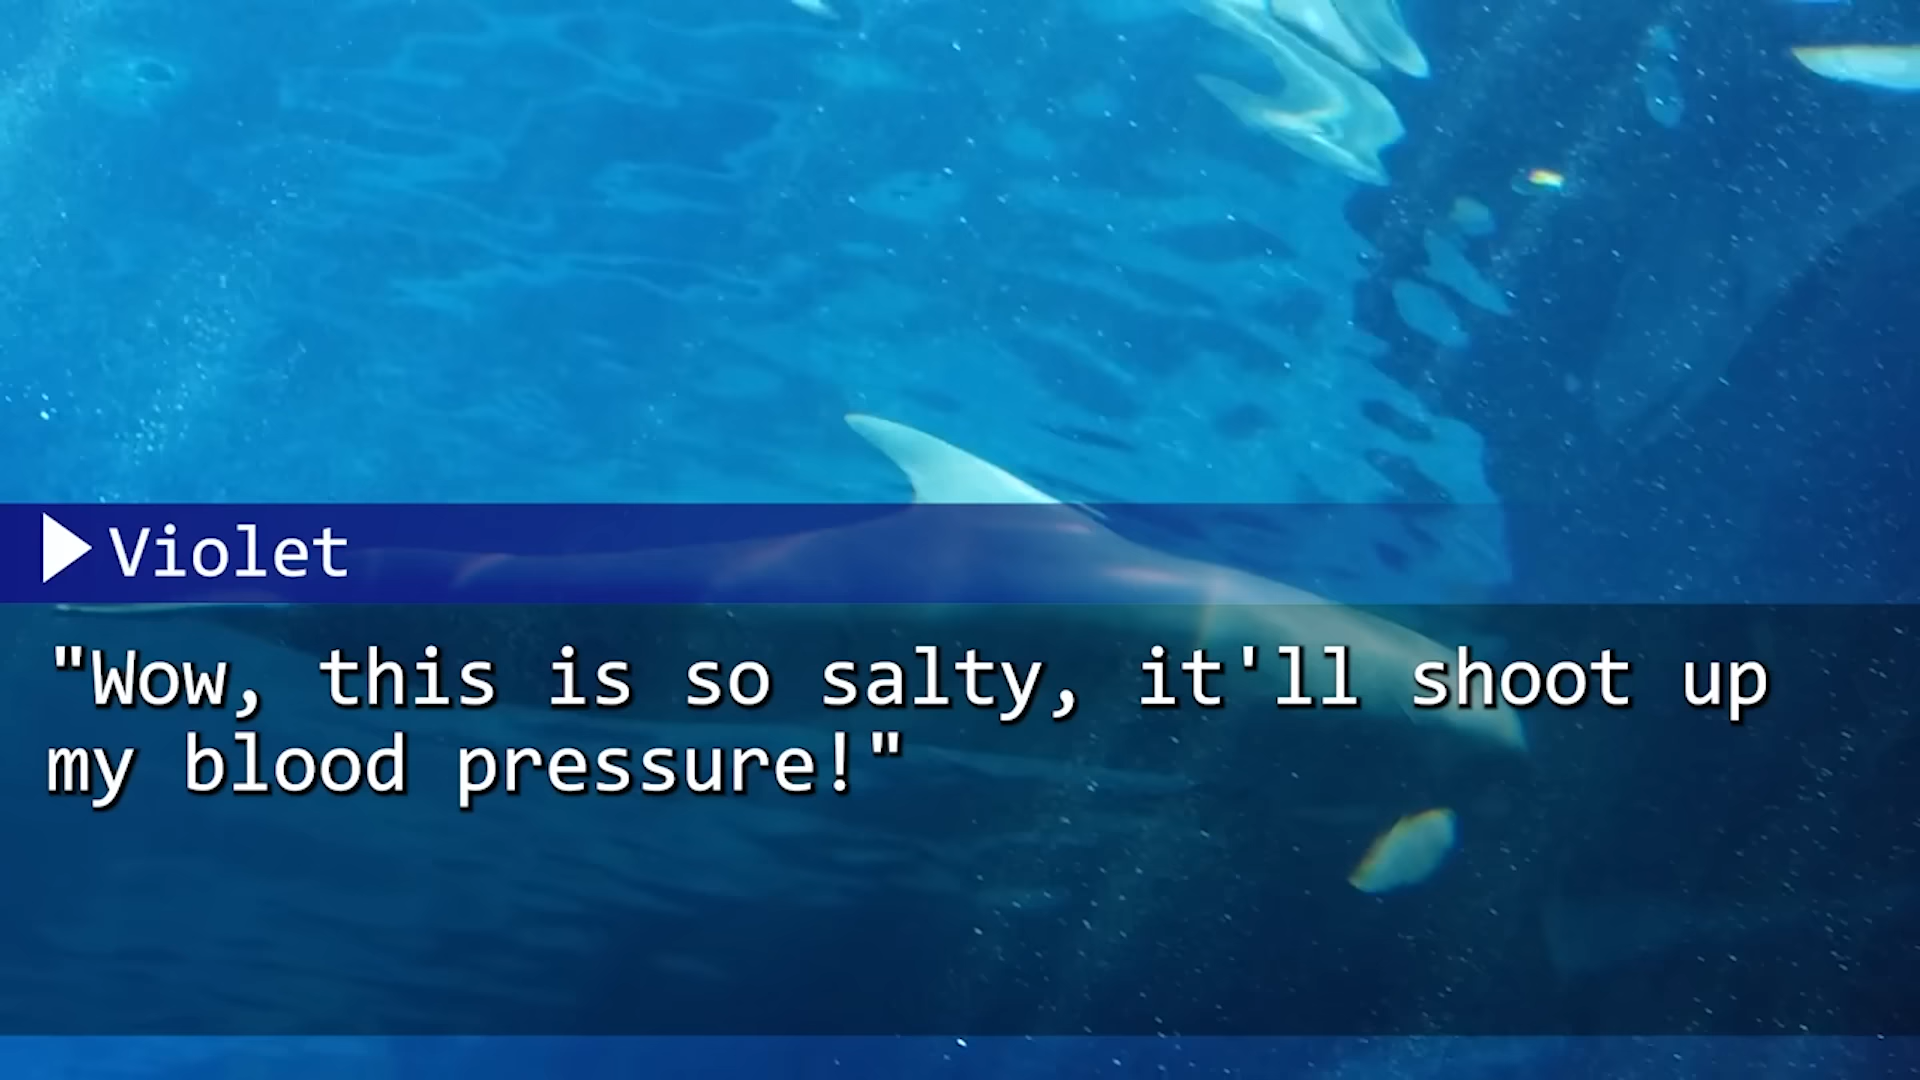 Violet
"Wow, this is so salty, it'll shoot up
my blood pressure!"